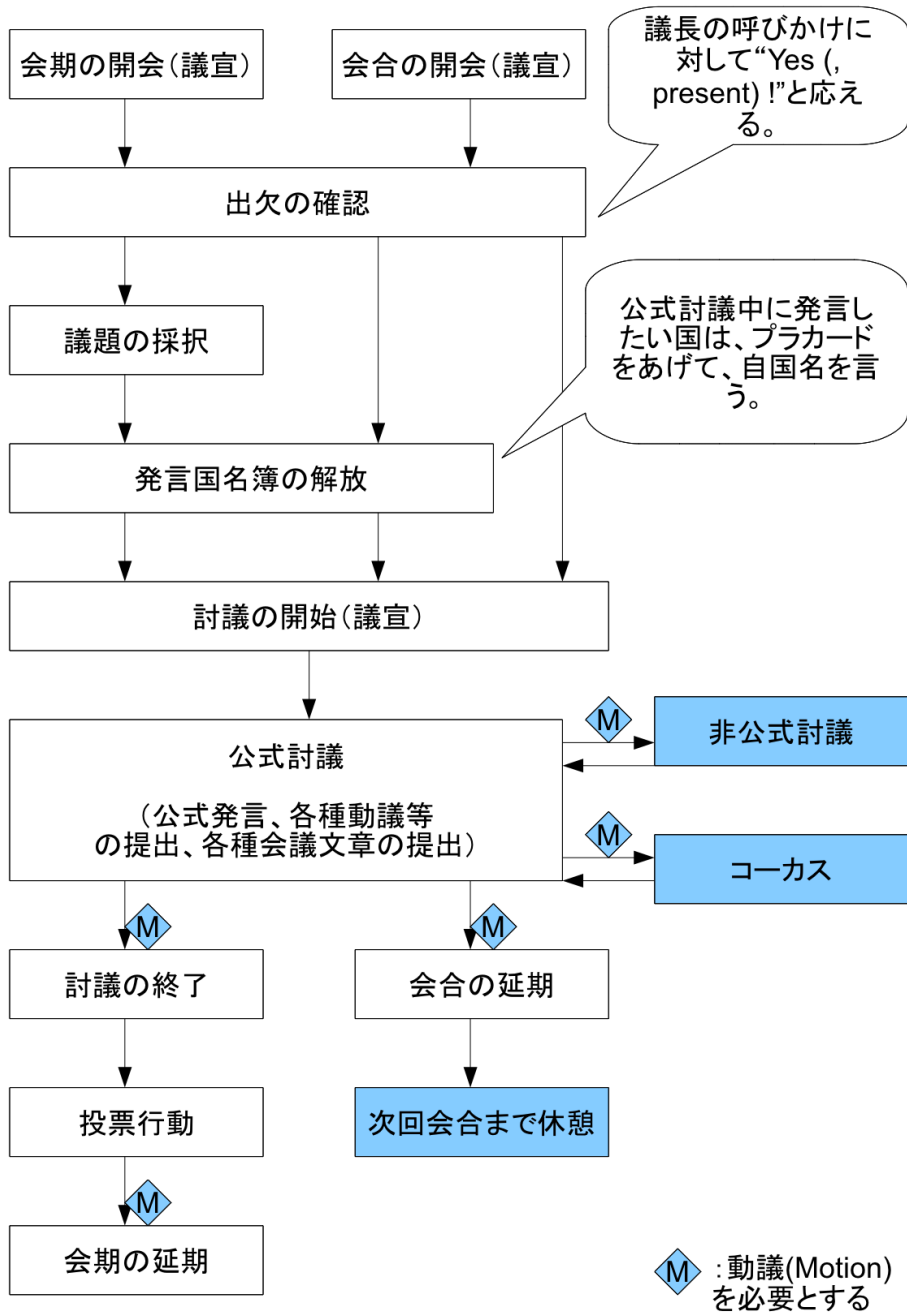 会期の開会(議宣)
会合の開会(議宣)
議長の呼びかけに
対して“Yes (,
present) !”と応え
る。
出欠の確認
議題の採択
公式討議中に発言し
たい国は、プラカード
をあげて、自国名を言
う。
発言国名簿の解放
討議の開始(議宣)
公式討議
(公式発言、各種動議等
の提出、各種会議文章の提出)
M
非公式討議
M
コーカス
M
M
討議の終了
会合の延期
投票行動
次回会合まで休憩
M
会期の延期
M :動議(Motion)
を必要とする